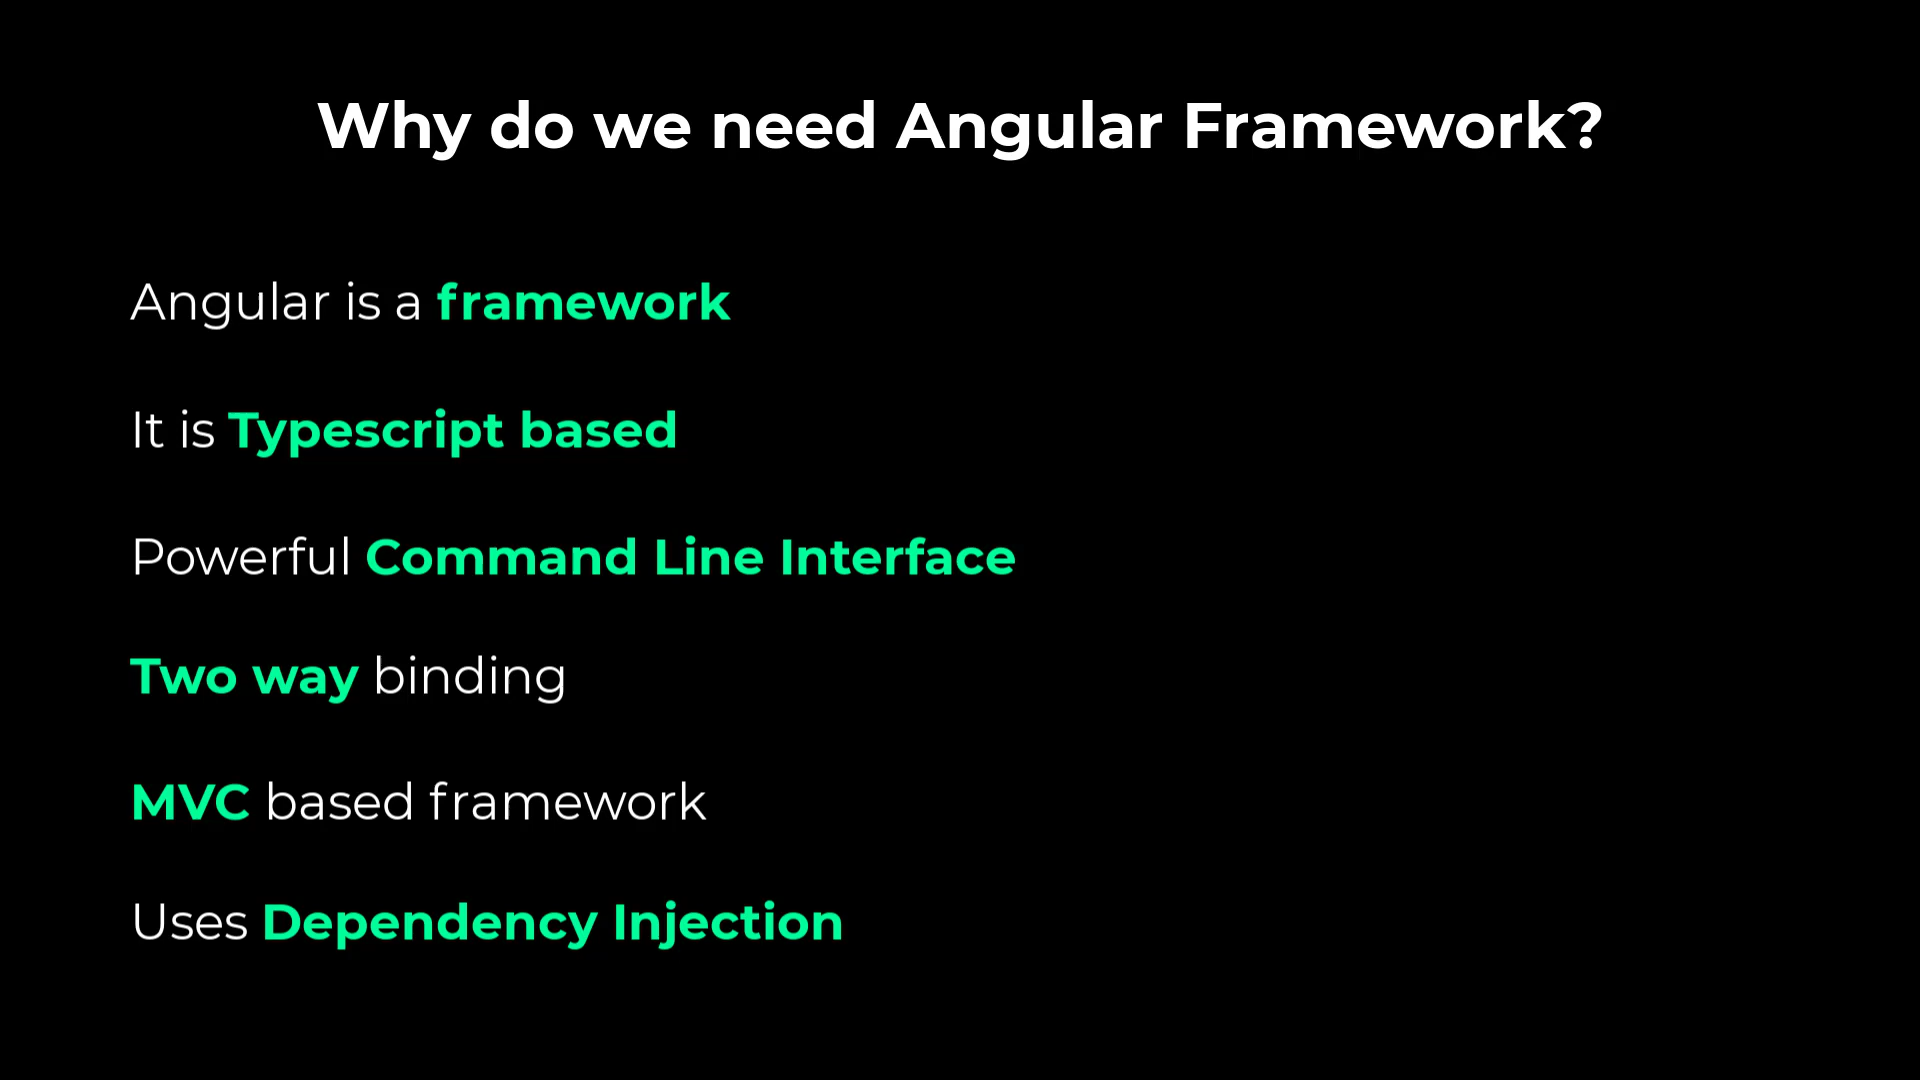 Why do we need Angular Framework?
Angular is a framework
It is Typescript based
Powerful Command Line Interface
Two way binding
MVC based framework
Uses Dependency Injection